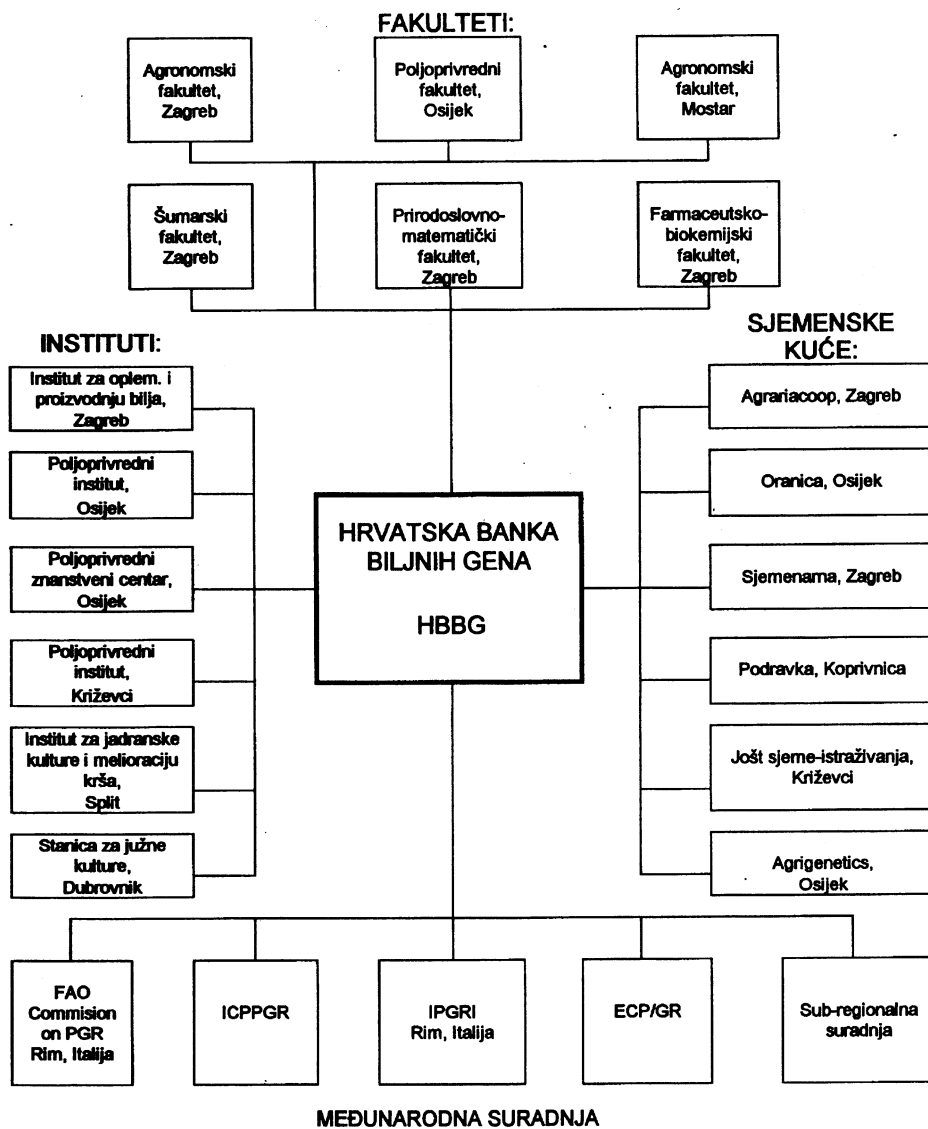 FAKULTETI:
Agronomski
fakultet,
Zagreb
Poljoprivredni
fakultet,
Osijek
Agronomski
fakultet,
Mostar
Šumarski
fakultet,
Zagreb
Prirodoslovno-
matematički
fakultet,
Zagreb
Farmaceutsko-
biokemijski
fakultet,
Zagreb
INSTITUTI:
Institut za oplem. i
proizvodnju bilja,
Zagreb
Poljoprivredni
institut,
Osijek
Poljoprivredni
znanstveni centar,
Osijek
Poljoprivredni
institut,
Križevci
Institut za jadranske
kulture i melioraciju
krša,
Split
Stanica za južne
kulture,
Dubrovnik
HRVATSKA BANKA
BILJNIH GENA
HBBG
SJEMENSKE
KUĆE:
Agrariacoop, Zagreb
Oranica, Osijek
Sjemenarna, Zagreb
Podravka, Koprivnica
Jošt sjeme-istraživanja,
Križevci
Agrigenetics,
Osijek
FAO
Commision
on PGR
Rim, Italija
ICPPGR
IPGRI
Rim, Italija
ECP/GR
Sub-regionalna
suradnja
MEĐUNARODNA SURADNJA